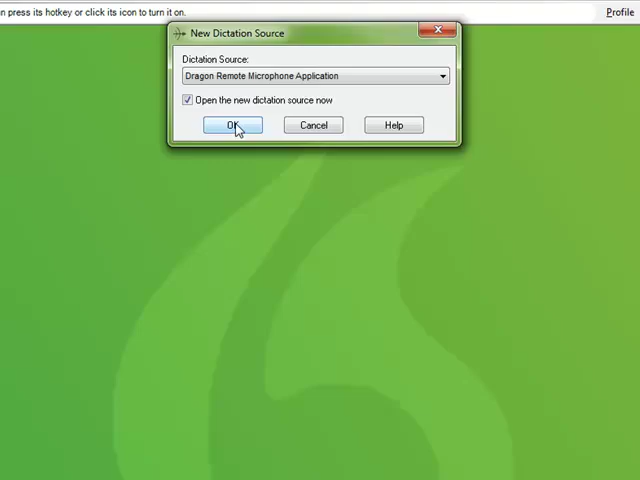 n press its hotkey or click its icon to turn it on.
Profile
New Dictation Source
Dictation Source:
Dragon Remote Microphone Application
Open the new dictation source now
OK
Cancel
Help